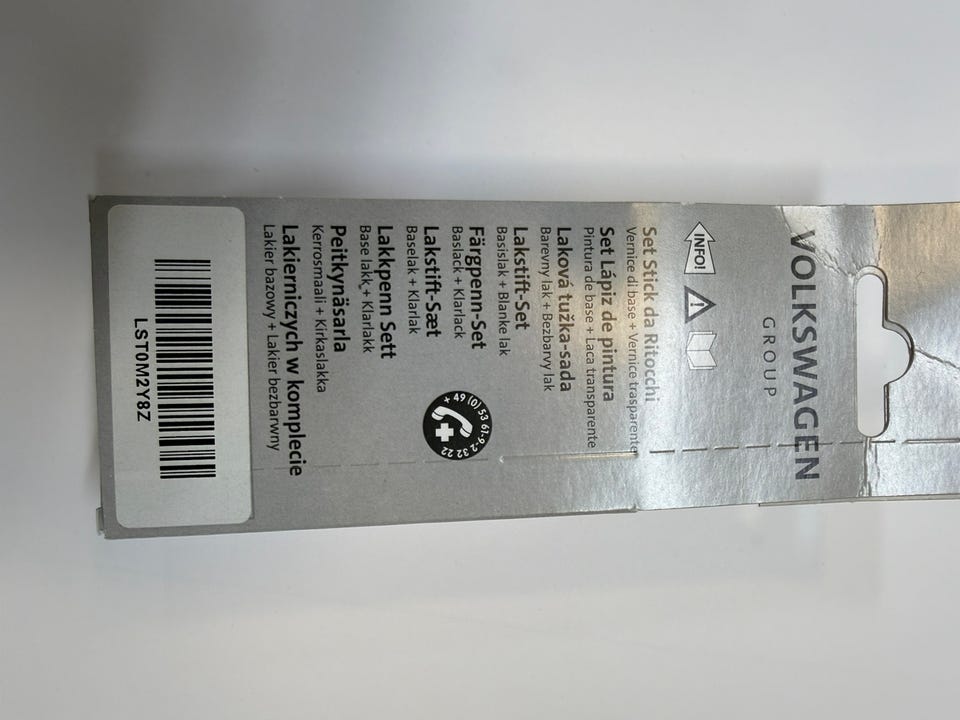 VOLKSWAGEN
GROUP
INFO!
Set Stick da Ritocchi
Vernice di base + Vernice trasparente
Set Lápiz de pintura
Pintura de base + Laca transparente
Laková tužka-sada
Barevny lak + Bezbarvy lak
Lakstift-Set
Basislak + Blanke lak
Färgpenn-Set
Baslack + Klarlack
Lakstift-Sæt
Baselak + Klarlak
Lakkpenn Sett
Base lakk + Klarlakk
Peitkynäsarla
Kerrosmaali + Kirkaslakka
Lakierniczych w komplecie
Lakier bazowy + Lakier bezbarwny
+ 49 (0) 53 61-9-2 32 22
LST0M2Y8Z